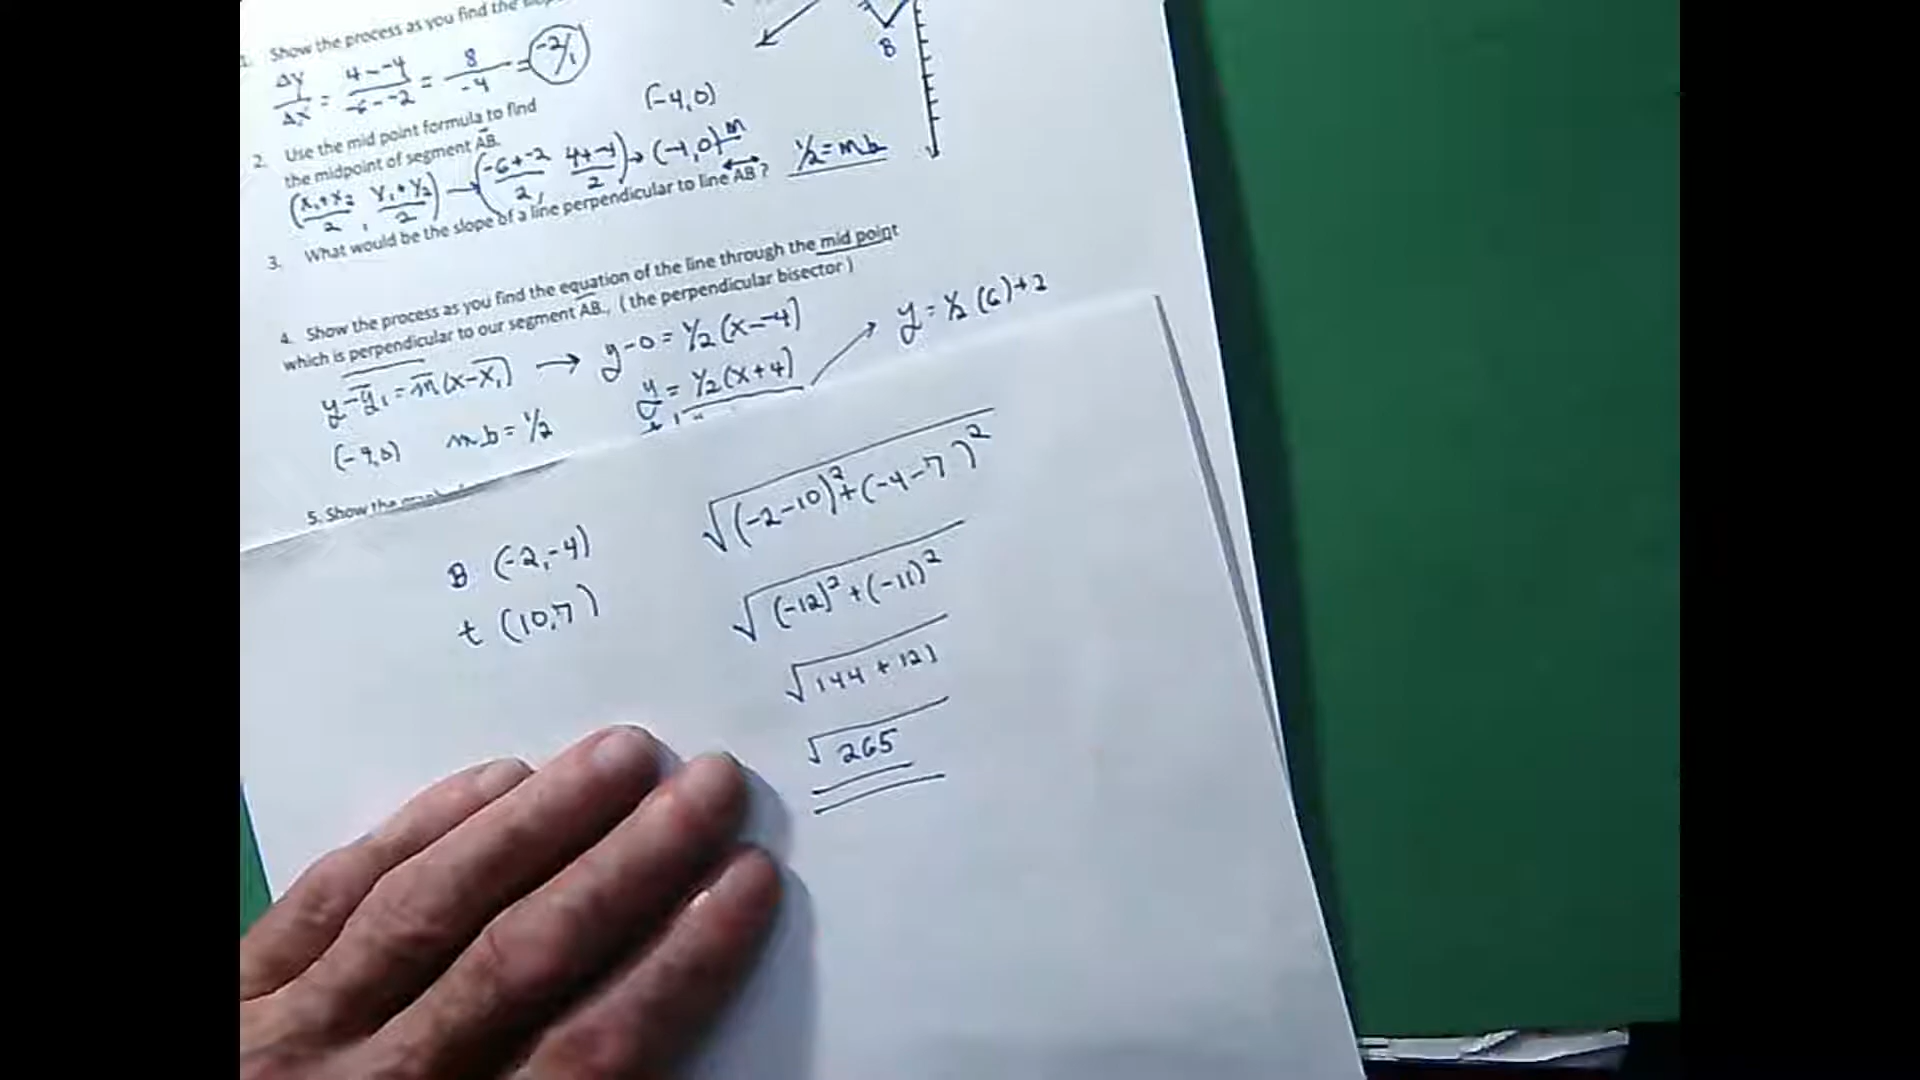 1. Show the process as you find the
Δy/Δx = (4--4)/(-6--2) = 8/-4 = -2/1
B
2. Use the mid point formula to find
the midpoint of segment AB.
(-4,0)
((x₁+x₂)/2, (y₁+y₂)/2) → ((-6+-2)/2, (4+-4)/2) → (-4,0) m
3. What would be the slope of a line perpendicular to line AB? 1/2=mb
4. Show the process as you find the equation of the line through the mid point
which is perpendicular to our segment AB., (the perpendicular bisector)
y-y₁=m(x-x₁) → y-0=1/2(x--4)
y=1/2(x+4)
y=1/2(6)+2
(-4,0) mb=1/2
5. Show the
B (-2,-4)
t (10,7)
√((-2-10)²+(-4-7)²)
√((-12)²+(-11)²)
√(144+121)
√265